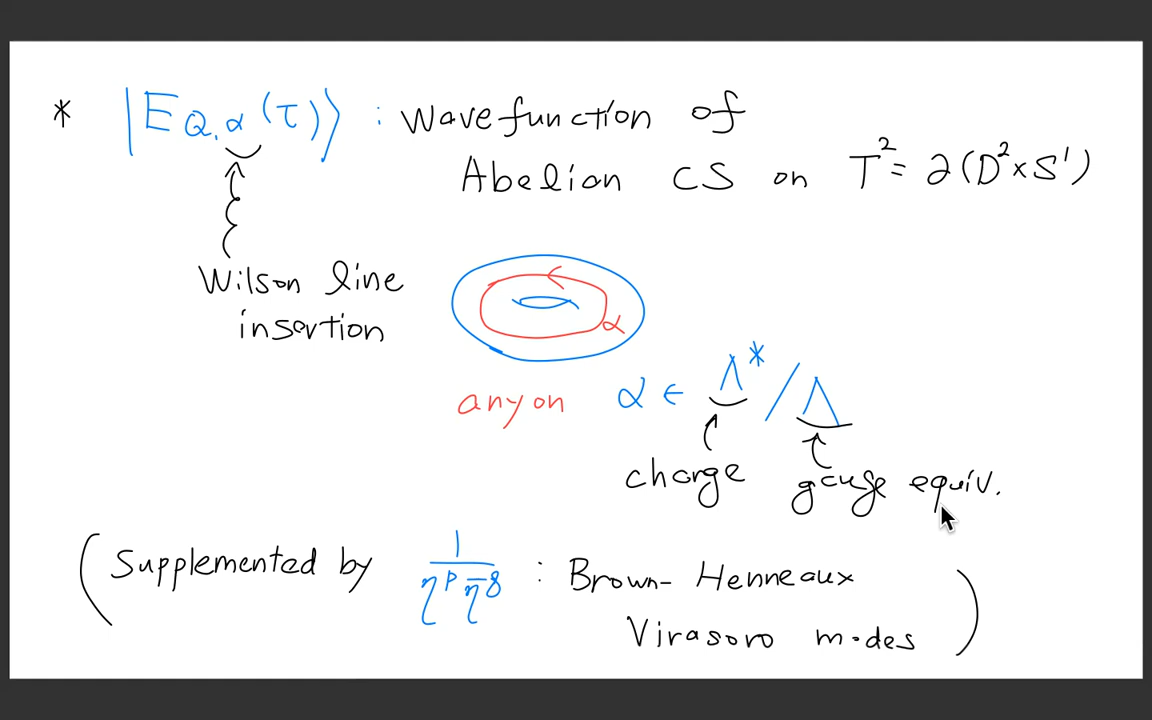 * |E_{Q,α}(τ)⟩ : Wavefunction of
Abelian CS on T² = ∂(D²×S¹)
Wilson line
insertion
α
anyon α ∈ Λ* / Λ
charge gauge equiv.
(Supplemented by 1/(η^p η̄^q) : Brown-Henneaux
Virasoro modes)